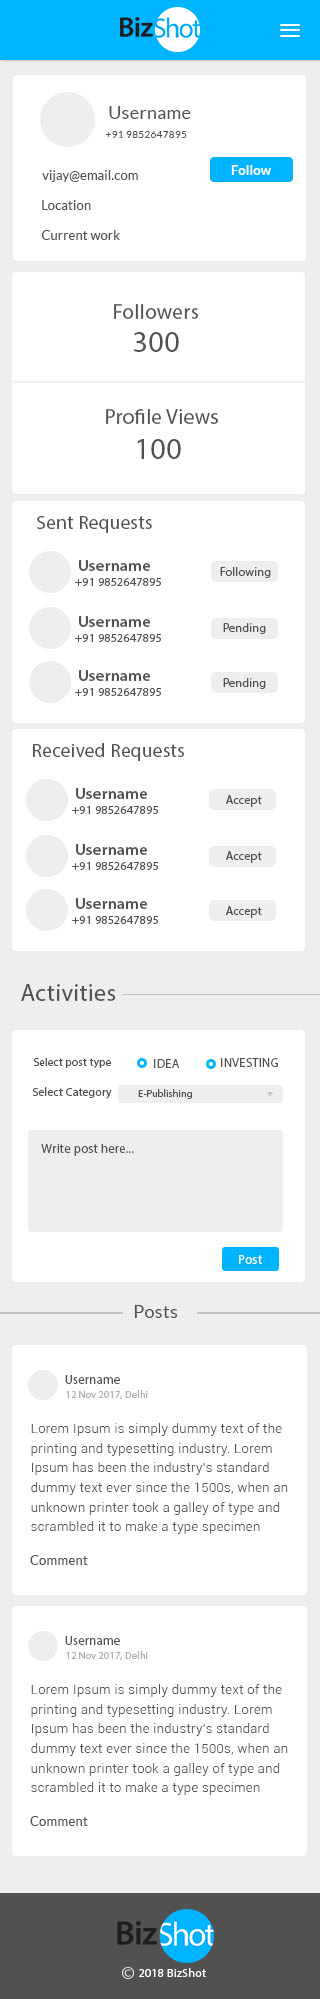 BizShot
Username
+91 9852647895
vijay@email.com
Follow
Location
Current work
Followers
300
Profile Views
100
Sent Requests
Username
+91 9852647895
Following
Username
+91 9852647895
Pending
Username
+91 9852647895
Pending
Received Requests
Username
+91 9852647895
Accept
Username
+91 9852647895
Accept
Username
+91 9852647895
Accept
Activities
Select post type IDEA INVESTING
Select Category E-Publishing
Write post here...
Post
Posts
Username
12 Nov 2017, Delhi
Lorem Ipsum is simply dummy text of the
printing and typesetting industry. Lorem
Ipsum has been the industry's standard
dummy text ever since the 1500s, when an
unknown printer took a galley of type and
scrambled it to make a type specimen
Comment
Username
12 Nov 2017, Delhi
Lorem Ipsum is simply dummy text of the
printing and typesetting industry. Lorem
Ipsum has been the industry's standard
dummy text ever since the 1500s, when an
unknown printer took a galley of type and
scrambled it to make a type specimen
Comment
BizShot
© 2018 BizShot